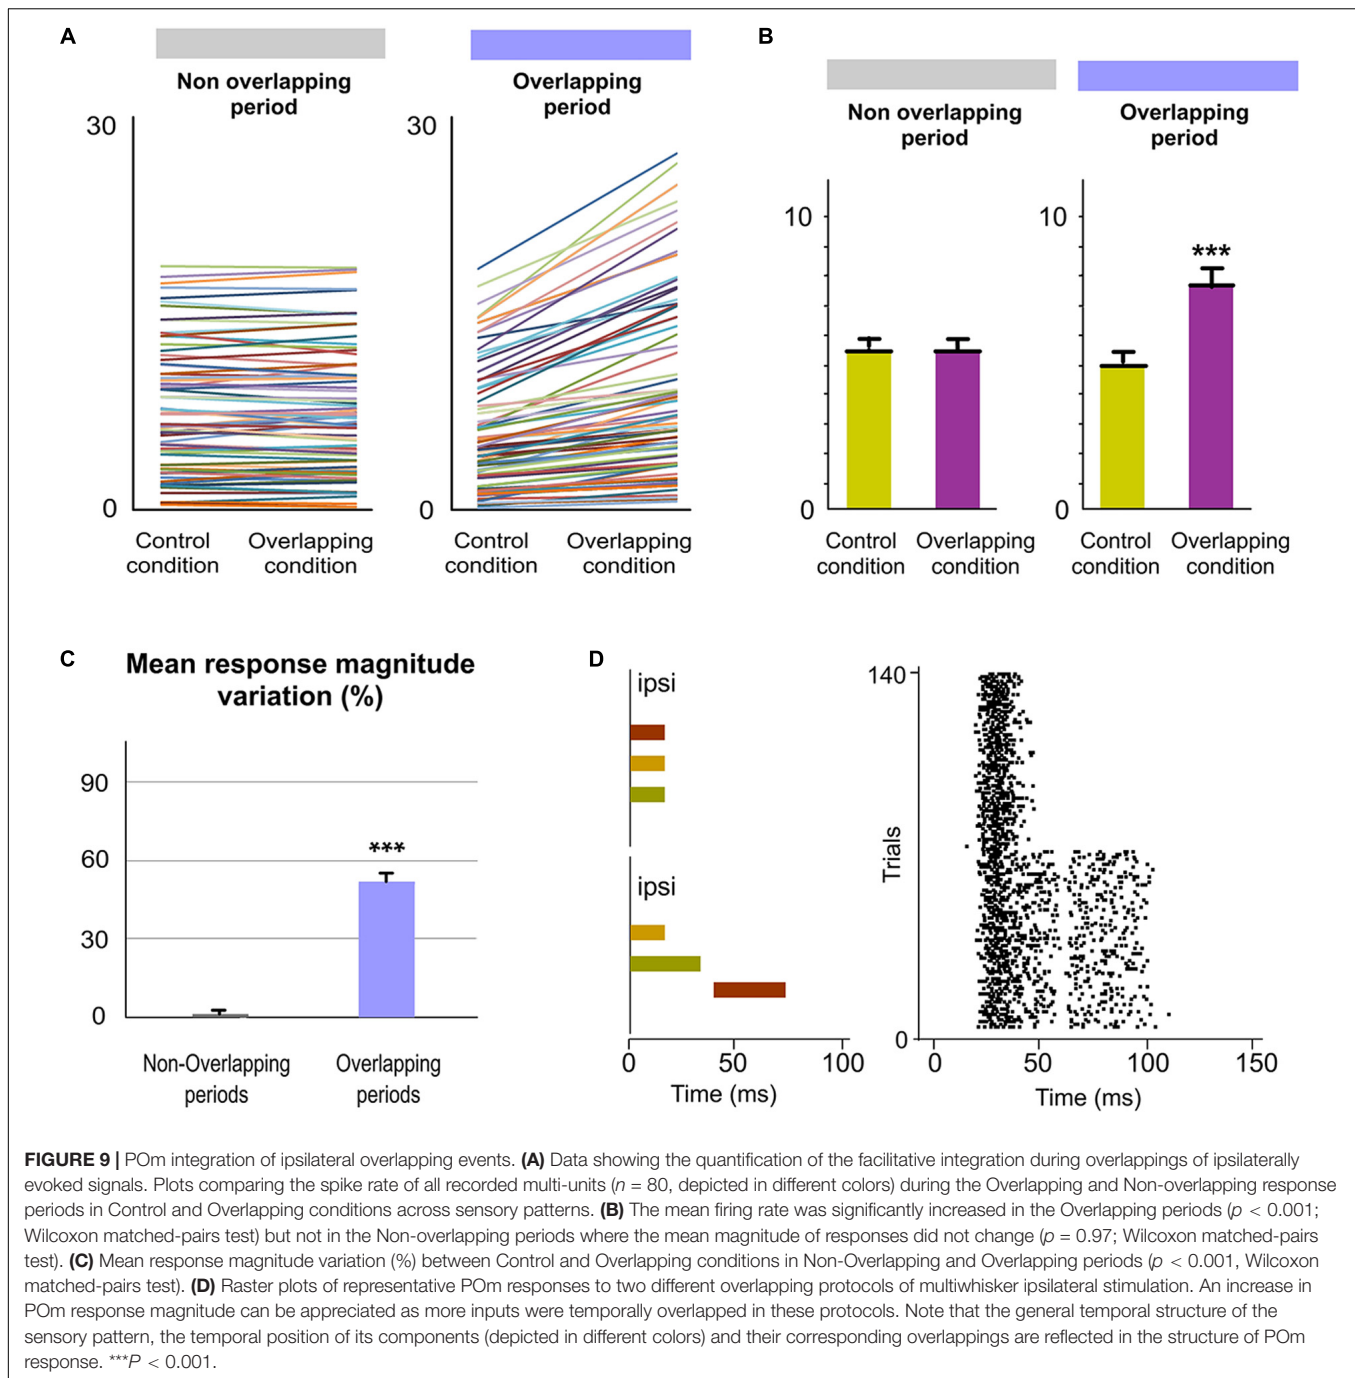 A
Non overlapping
period
Overlapping
period
30
0
Control
condition
Overlapping
condition
30
0
Control
condition
Overlapping
condition
B
Non overlapping
period
Overlapping
period
10
0
Control
condition
Overlapping
condition
10
***
0
Control
condition
Overlapping
condition
C
Mean response magnitude
variation (%)
90
60
30
0
***
Non-Overlapping
periods
Overlapping
periods
D
ipsi
ipsi
0 50 100
Time (ms)
140
Trials
0
0 50 100 150
Time (ms)
FIGURE 9 | POm integration of ipsilateral overlapping events. (A) Data showing the quantification of the facilitative integration during overlappings of ipsilaterally
evoked signals. Plots comparing the spike rate of all recorded multi-units (n = 80, depicted in different colors) during the Overlapping and Non-overlapping response
periods in Control and Overlapping conditions across sensory patterns. (B) The mean firing rate was significantly increased in the Overlapping periods (p < 0.001;
Wilcoxon matched-pairs test) but not in the Non-overlapping periods where the mean magnitude of responses did not change (p = 0.97; Wilcoxon matched-pairs
test). (C) Mean response magnitude variation (%) between Control and Overlapping conditions in Non-Overlapping and Overlapping periods (p < 0.001, Wilcoxon
matched-pairs test). (D) Raster plots of representative POm responses to two different overlapping protocols of multiwhisker ipsilateral stimulation. An increase in
POm response magnitude can be appreciated as more inputs were temporally overlapped in these protocols. Note that the general temporal structure of the
sensory pattern, the temporal position of its components (depicted in different colors) and their corresponding overlappings are reflected in the structure of POm
response. ***P < 0.001.